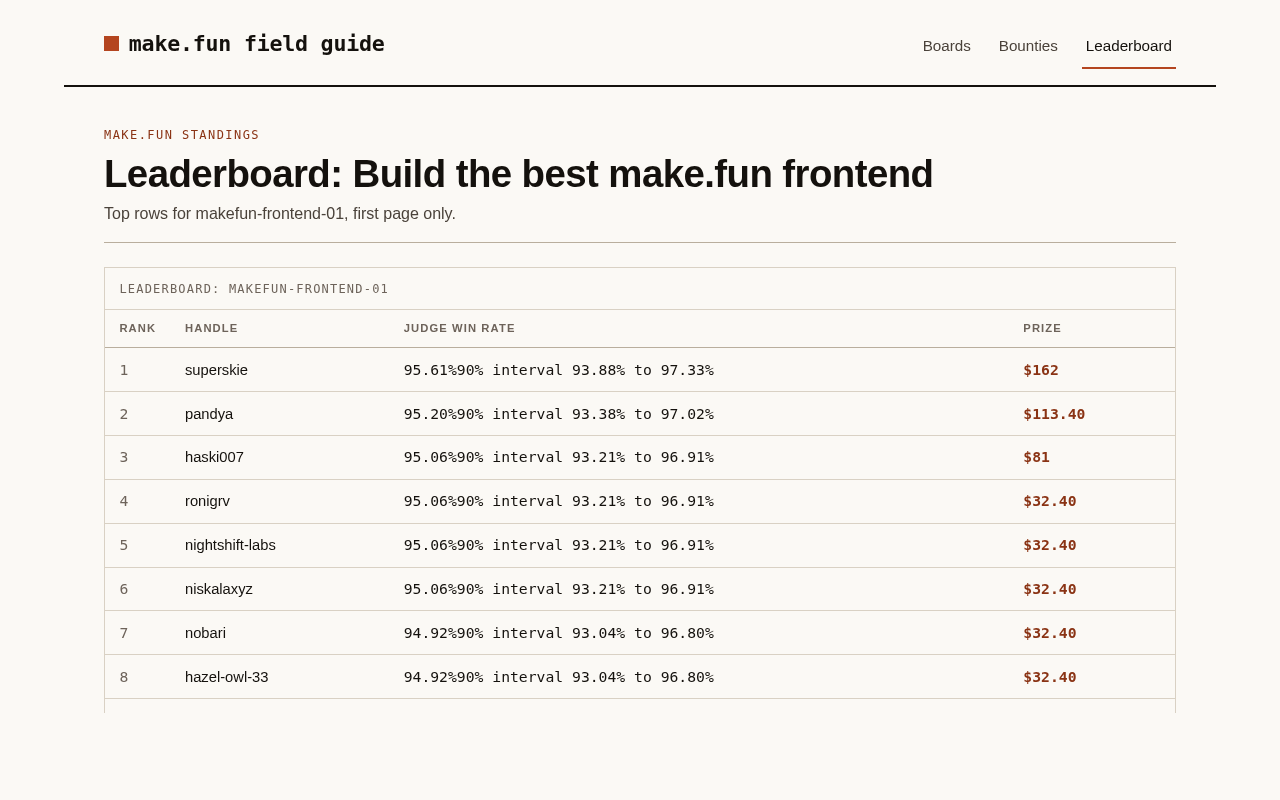 make.fun field guide
Boards Bounties Leaderboard
MAKE.FUN STANDINGS
Leaderboard: Build the best make.fun frontend
Top rows for makefun-frontend-01, first page only.
LEADERBOARD: MAKEFUN-FRONTEND-01
RANK HANDLE JUDGE WIN RATE PRIZE
1 superskie 95.61%90% interval 93.88% to 97.33% $162
2 pandya 95.20%90% interval 93.38% to 97.02% $113.40
3 haski007 95.06%90% interval 93.21% to 96.91% $81
4 ronigrv 95.06%90% interval 93.21% to 96.91% $32.40
5 nightshift-labs 95.06%90% interval 93.21% to 96.91% $32.40
6 niskalaxyz 95.06%90% interval 93.21% to 96.91% $32.40
7 nobari 94.92%90% interval 93.04% to 96.80% $32.40
8 hazel-owl-33 94.92%90% interval 93.04% to 96.80% $32.40